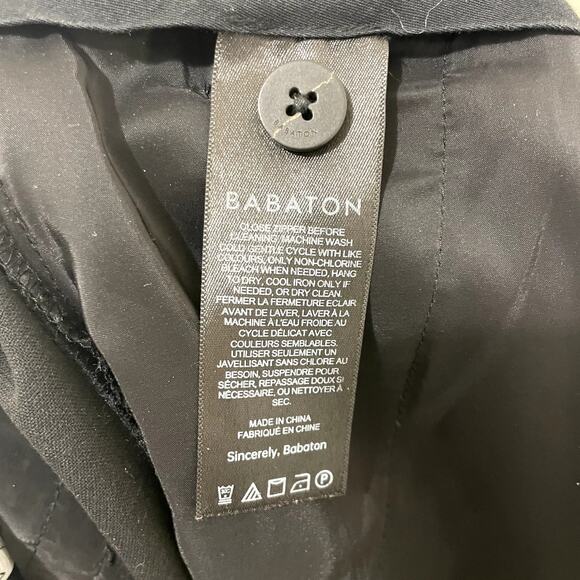 BABATON
BABATON
CLOSE ZIPPER BEFORE
CLEANING. MACHINE WASH
COLD GENTLE CYCLE WITH LIKE
COLOURS, ONLY NON-CHLORINE
BLEACH WHEN NEEDED, HANG
TO DRY, COOL IRON ONLY IF
NEEDED, OR DRY CLEAN.
FERMER LA FERMETURE ECLAIR
AVANT DE LAVER, LAVER À LA
MACHINE À L'EAU FROIDE AU
CYCLE DÉLICAT AVEC
COULEURS SEMBLABLES.
UTILISER SEULEMENT UN
JAVELLISANT SANS CHLORE AU
BESOIN, SUSPENDRE POUR
SÉCHER, REPASSAGE DOUX SI
NÉCESSAIRE, OU NETTOYER À
SEC.
MADE IN CHINA
FABRIQUÉ EN CHINE
Sincerely, Babaton
P